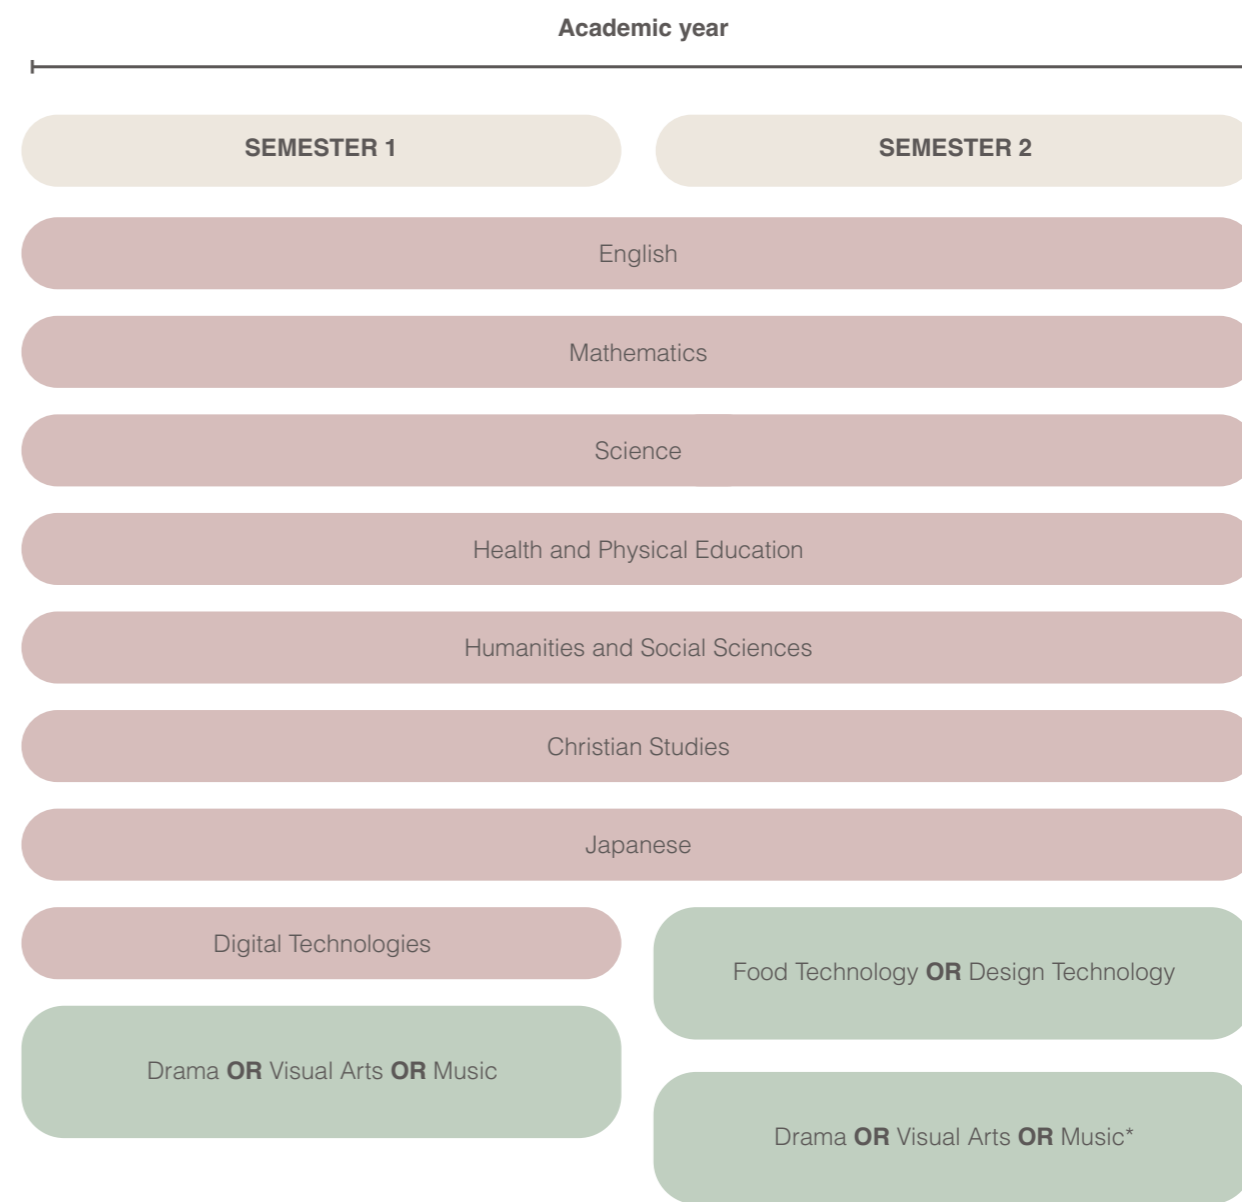 Academic year
SEMESTER 1
SEMESTER 2
English
Mathematics
Science
Health and Physical Education
Humanities and Social Sciences
Christian Studies
Japanese
Digital Technologies
Food Technology OR Design Technology
Drama OR Visual Arts OR Music
Drama OR Visual Arts OR Music*